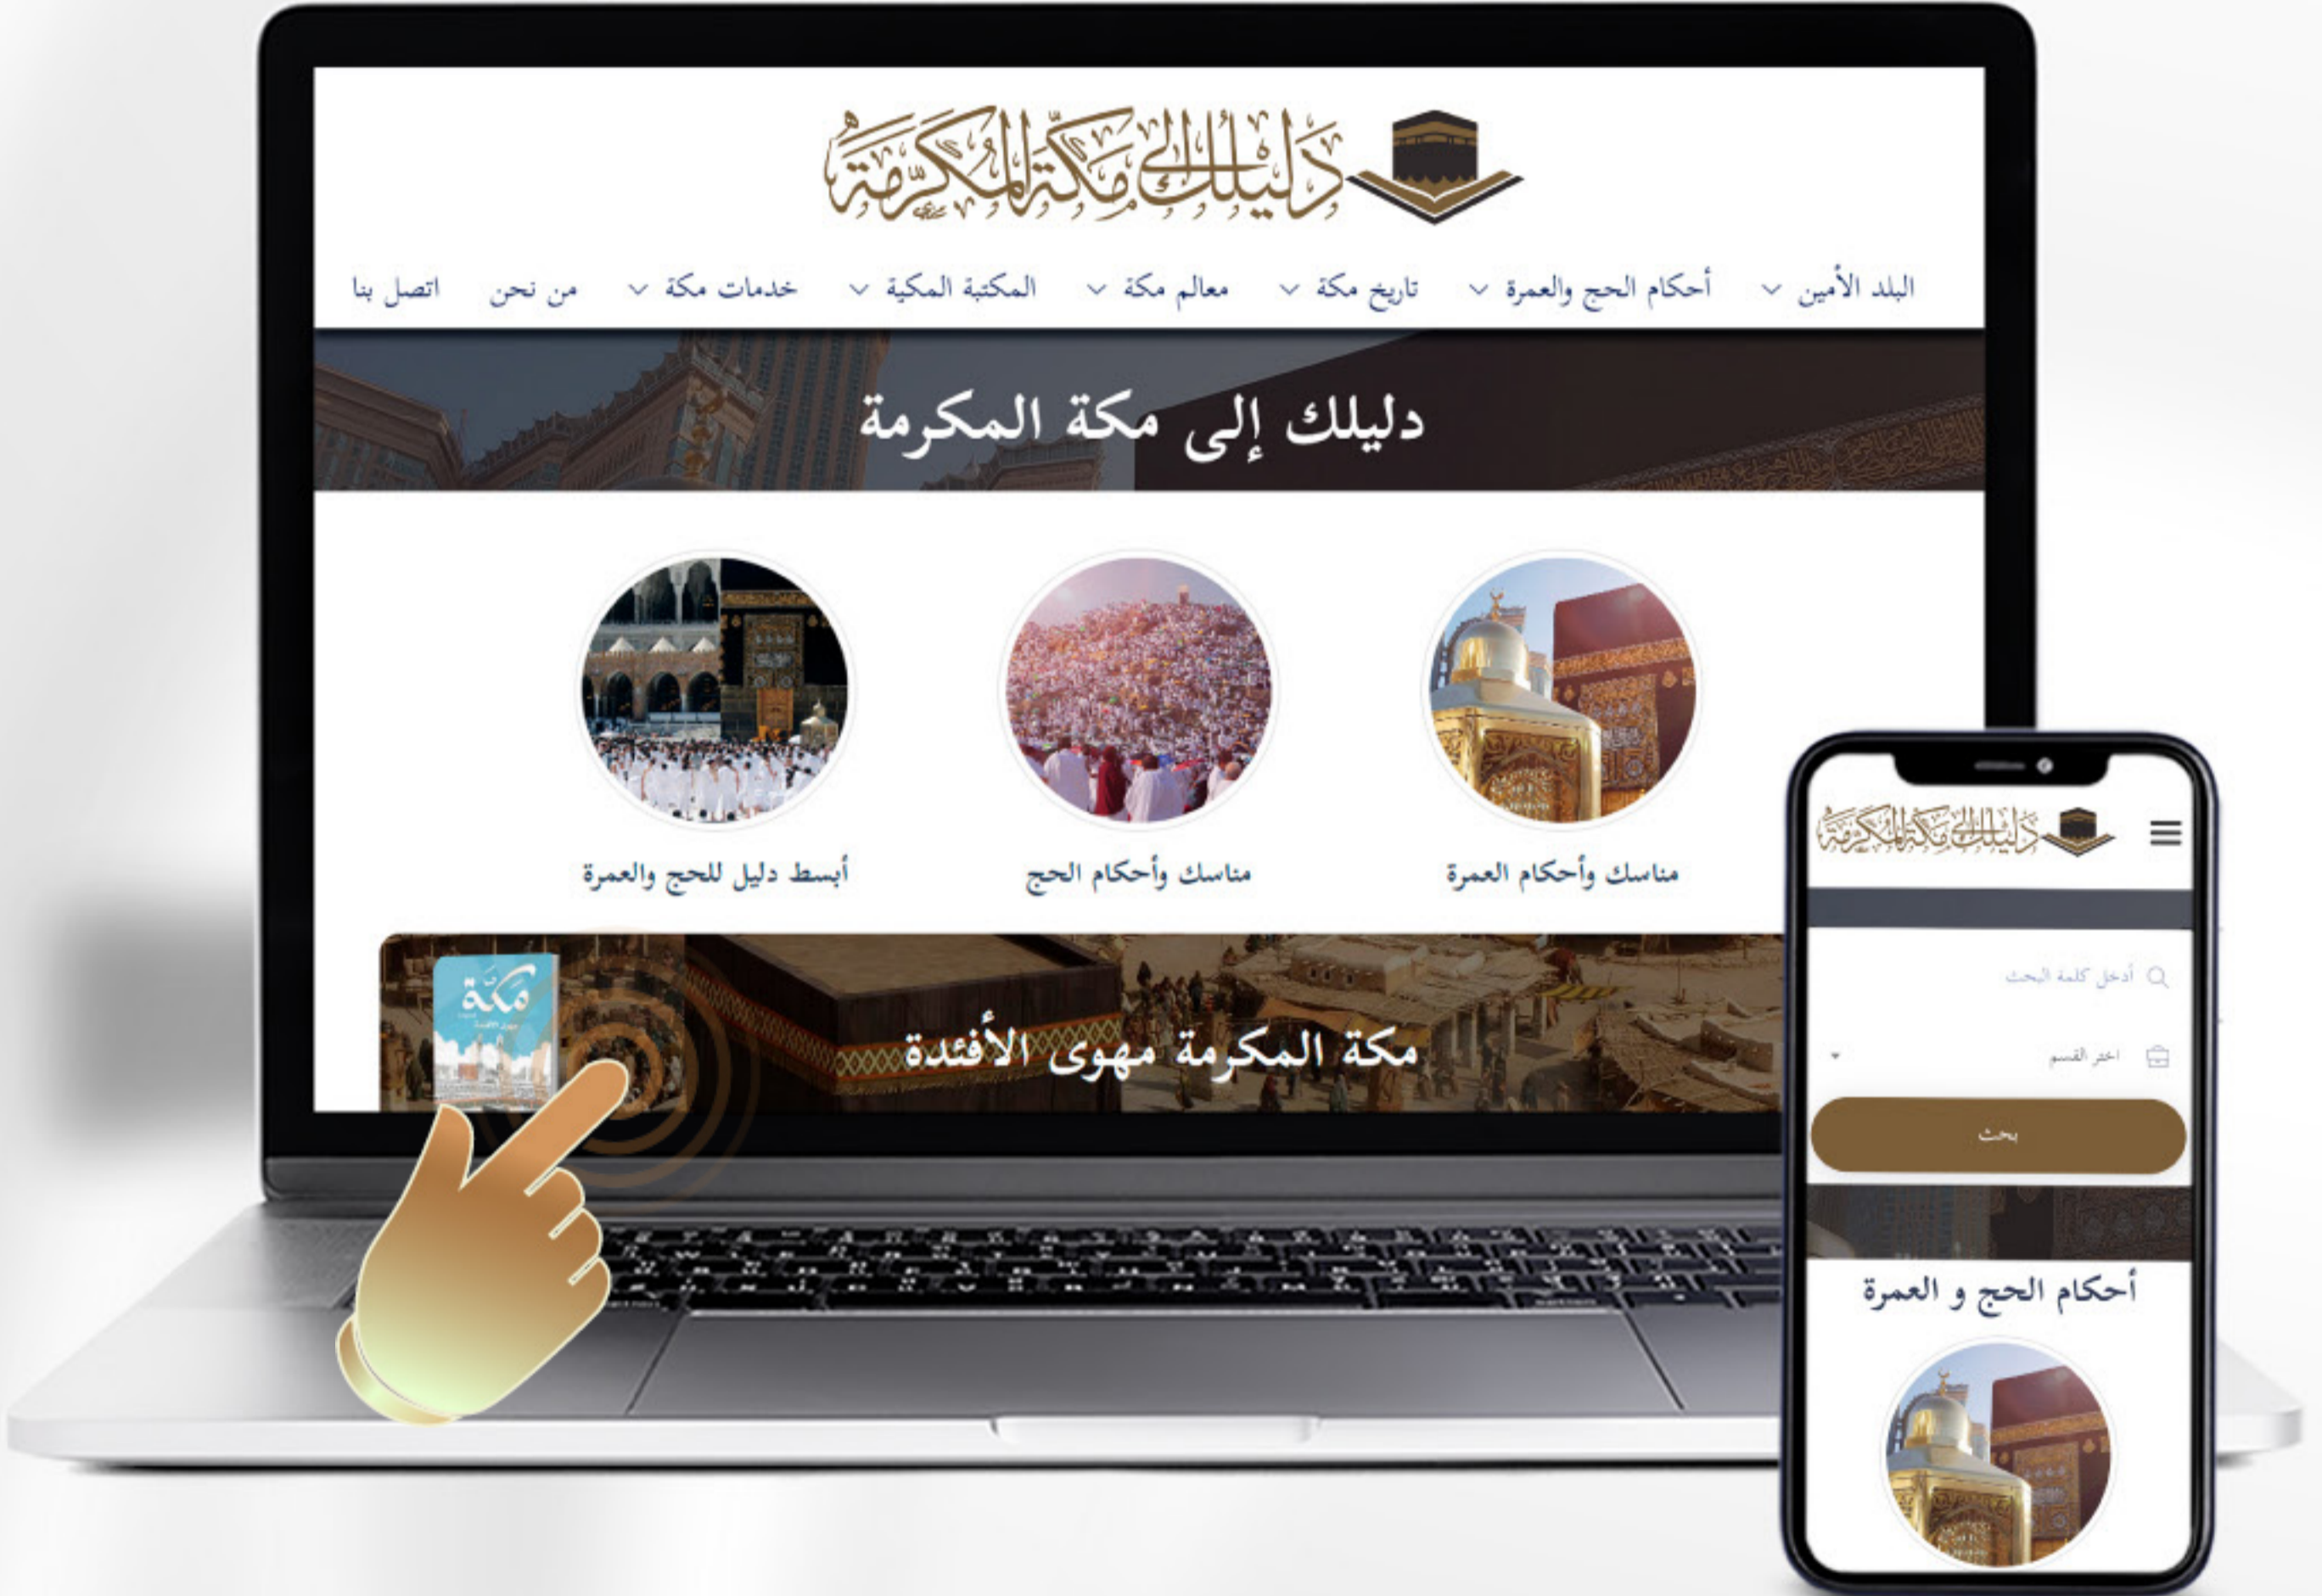 دليلك إلى مكة المكرمة
البلد الأمين أحكام الحج والعمرة تاريخ مكة معالم مكة المكتبة المكية خدمات مكة من نحن اتصل بنا
دليلك إلى مكة المكرمة
مناسك وأحكام العمرة
مناسك وأحكام الحج
أبسط دليل للحج والعمرة
مكة المكرمة مهوى الأفئدة
مكة
دليلك إلى مكة المكرمة
أدخل كلمة البحث
اختر القسم
بحث
أحكام الحج و العمرة